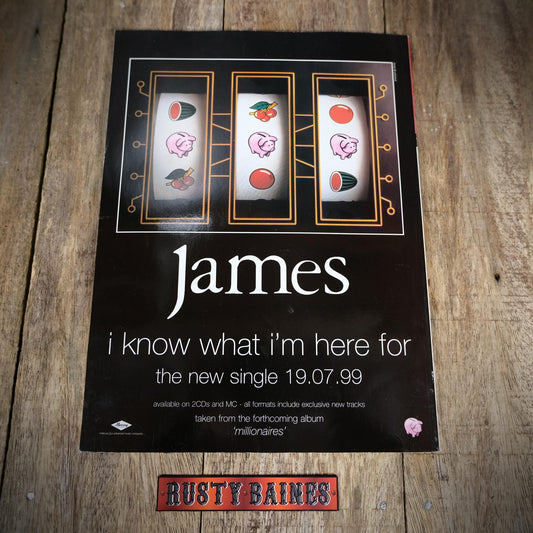 James
i know what i'm here for
the new single 19.07.99
available on 2CDs and MC - all formats include exclusive new tracks
taken from the forthcoming album
'millionaires'
RUSTY BAINES